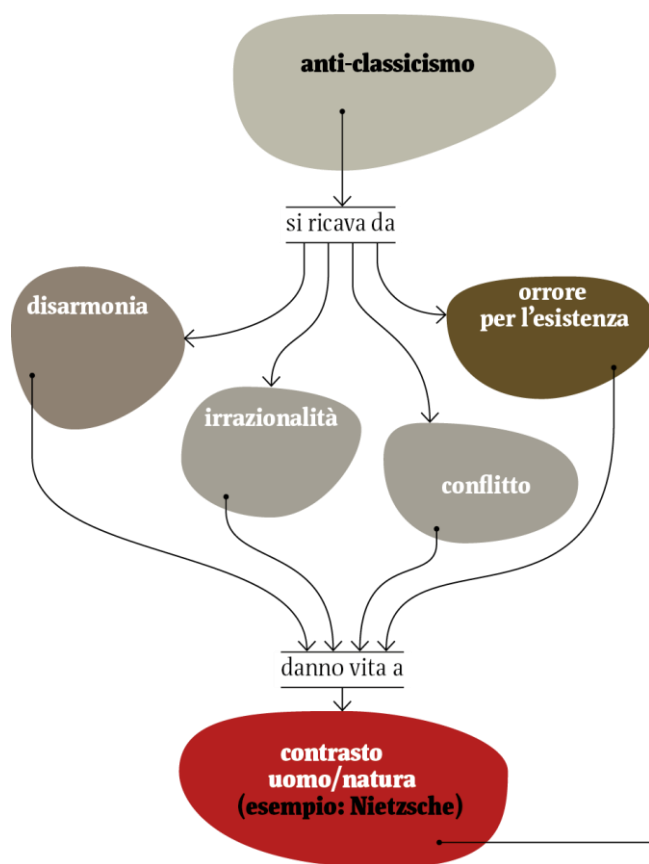 anti-classicismo
si ricava da
disarmonia
orrore
per l'esistenza
irrazionalità
conflitto
danno vita a
contrasto
uomo/natura
(esempio: Nietzsche)